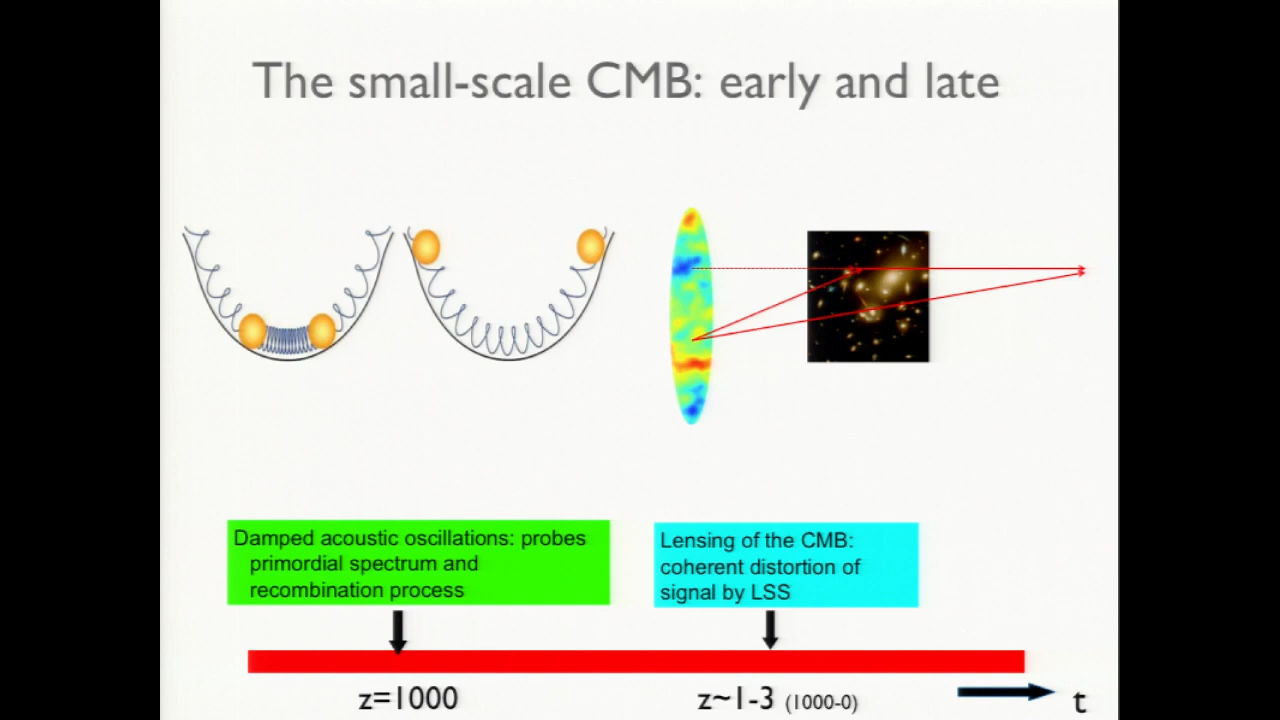 The small-scale CMB: early and late
Damped acoustic oscillations: probes
primordial spectrum and
recombination process
Lensing of the CMB:
coherent distortion of
signal by LSS
z=1000
z~1-3 (1000-0)
t